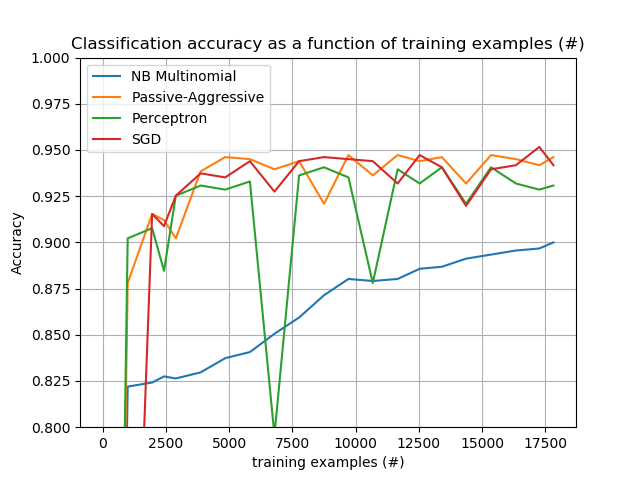 Classification accuracy as a function of training examples (#)
1.000
0.975
0.950
0.925
0.900
0.875
0.850
0.825
0.800
Accuracy
NB Multinomial
Passive-Aggressive
Perceptron
SGD
0 2500 5000 7500 10000 12500 15000 17500
training examples (#)